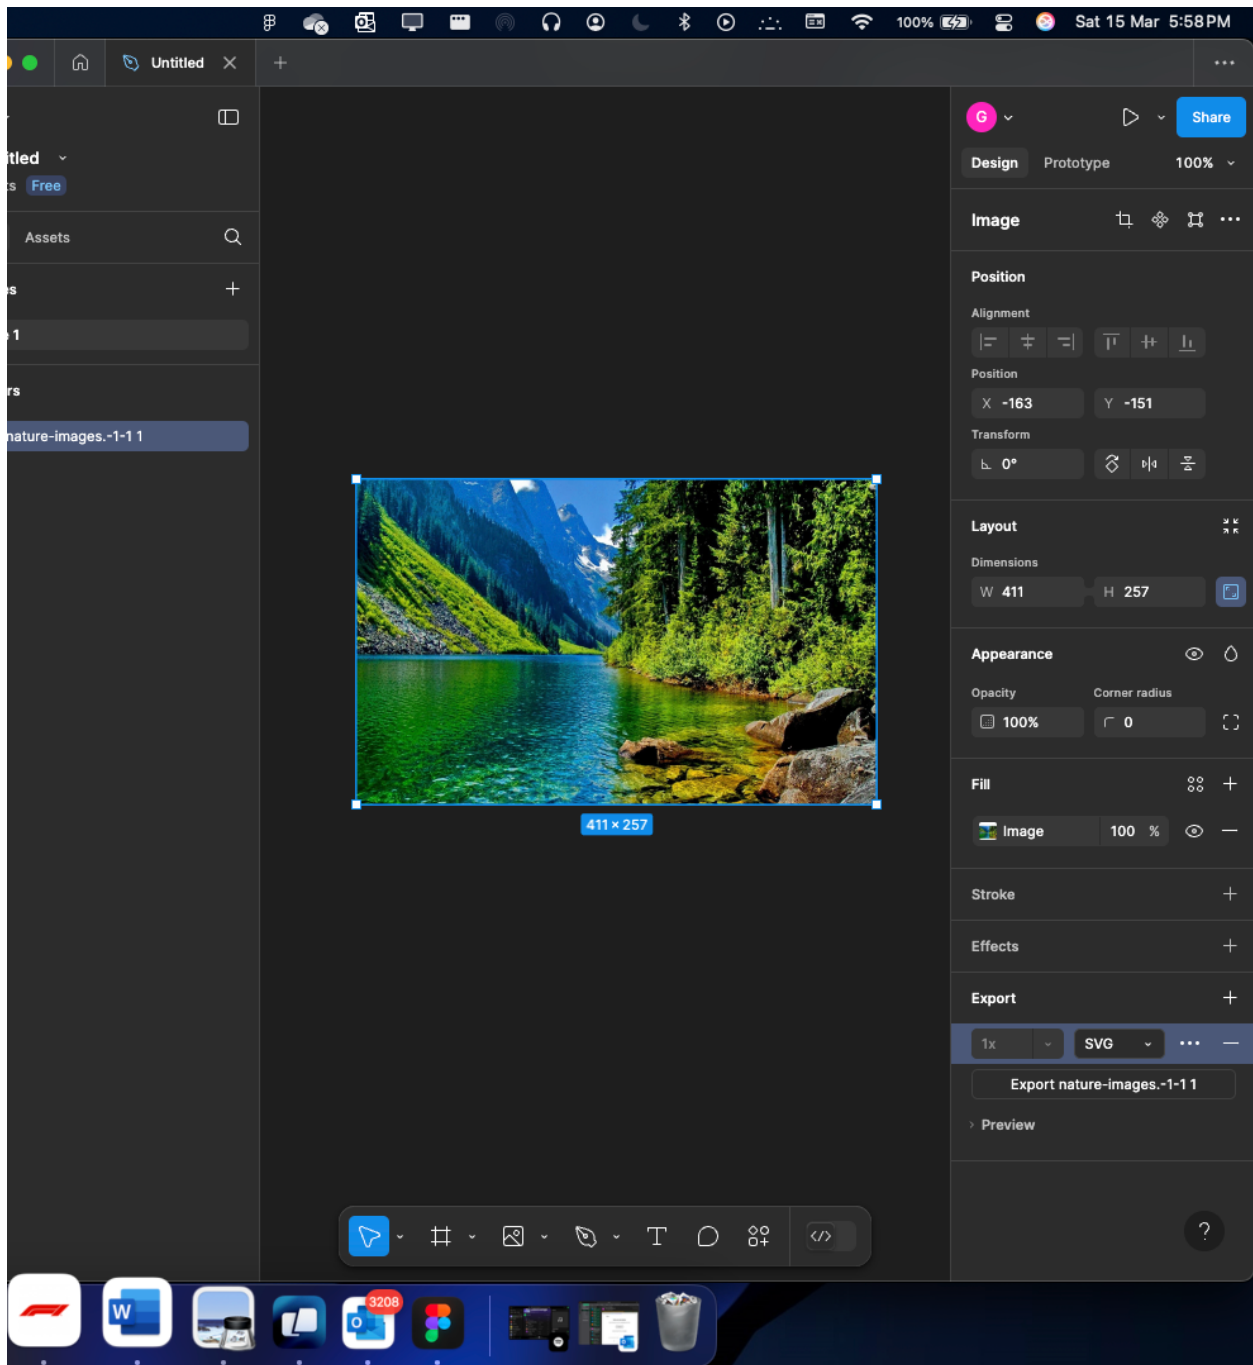 100%
Sat 15 Mar 5:58 PM
Untitled
Share
G
itled
Design
Prototype
100%
ts
Free
Image
Assets
Position
es
Alignment
1
Position
rs
X -163
Y -151
nature-images.-1-1 1
Transform
0°
Layout
Dimensions
W 411
H 257
Appearance
Opacity
Corner radius
100%
0
Fill
411 × 257
Image
100 %
Stroke
Effects
Export
1x
SVG
Export nature-images.-1-1 1
Preview
T
</>
?
W
3208
O